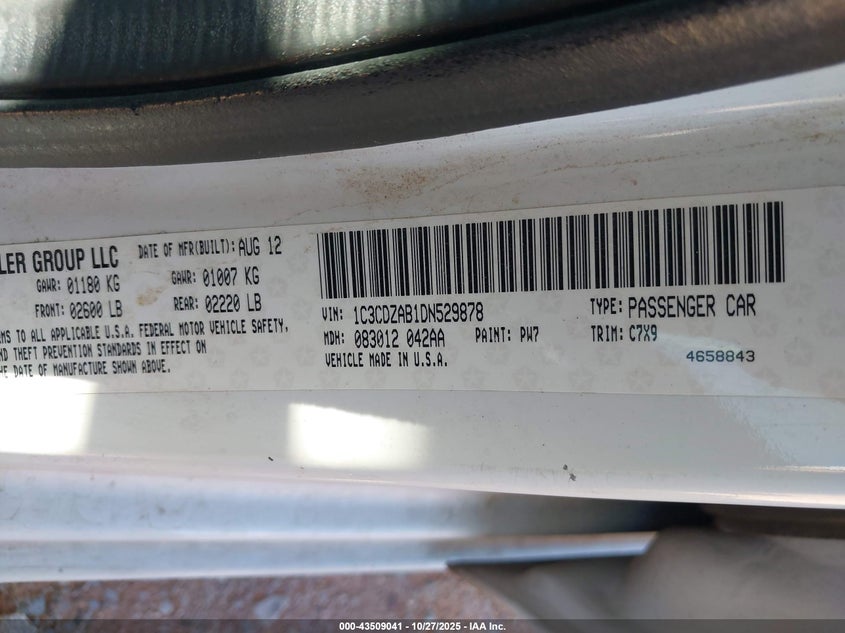 LER GROUP LLC
DATE OF MFR(BUILT): AUG 12
GAWR: 01180 KG
GAWR: 01007 KG
FRONT: 02600 LB
REAR: 02220 LB
MS TO ALL APPLICABLE U.S.A. FEDERAL MOTOR VEHICLE SAFETY,
ND THEFT PREVENTION STANDARDS IN EFFECT ON
E DATE OF MANUFACTURE SHOWN ABOVE.
VIN: 1C3CDZAB1DN529878
TYPE: PASSENGER CAR
MDH: 083012 042AA
PAINT: PW7
TRIM: C7X9
VEHICLE MADE IN U.S.A.
4658843
000-43509041 - 10/27/2025 - IAA Inc.